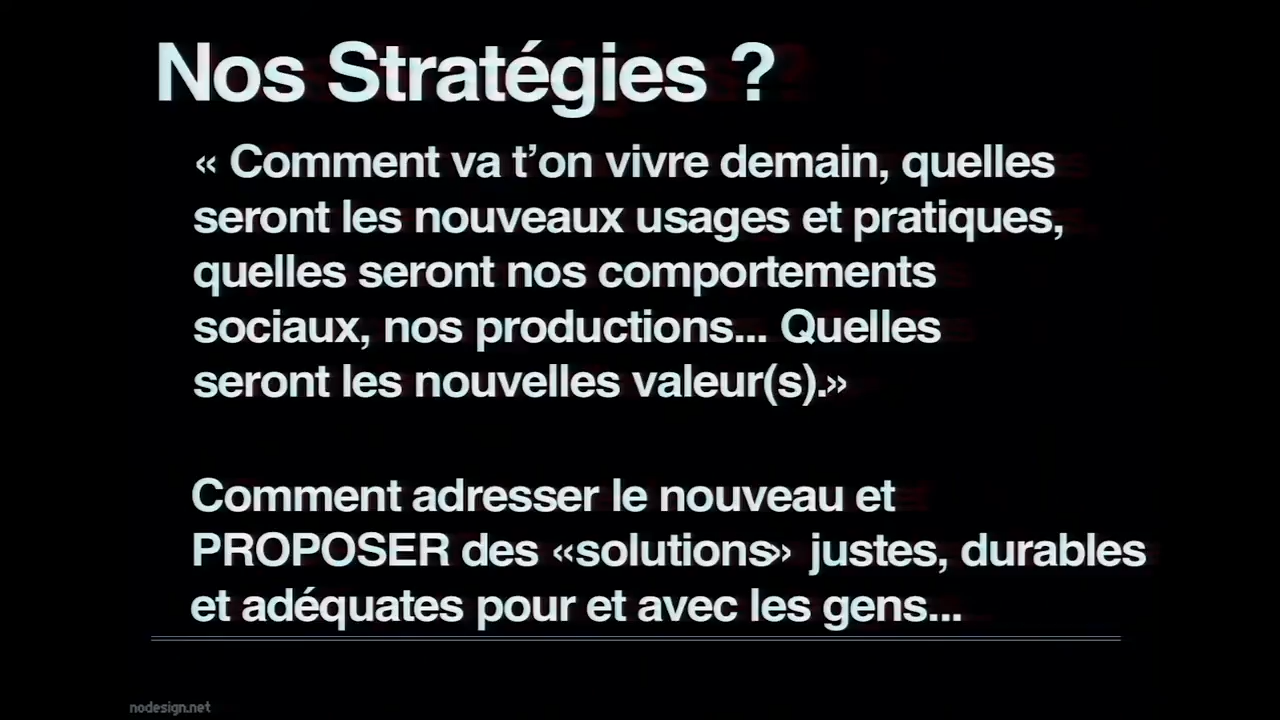 Nos Stratégies ?
« Comment va t’on vivre demain, quelles
seront les nouveaux usages et pratiques,
quelles seront nos comportements
sociaux, nos productions... Quelles
seront les nouvelles valeur(s).»
Comment adresser le nouveau et
PROPOSER des «solutions» justes, durables
et adéquates pour et avec les gens...
nodesign.net